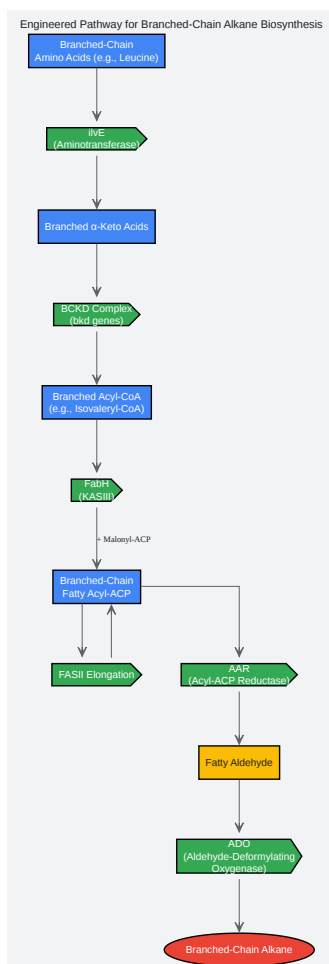 Engineered Pathway for Branched-Chain Alkane Biosynthesis
Branched-Chain
Amino Acids (e.g., Leucine)
ilvE
(Aminotransferase)
Branched α-Keto Acids
BCKD Complex
(bkd genes)
Branched Acyl-CoA
(e.g., Isovaleryl-CoA)
FabH
(KASIII)
+ Malonyl-ACP
Branched-Chain
Fatty Acyl-ACP
FASII Elongation
AAR
(Acyl-ACP Reductase)
Fatty Aldehyde
ADO
(Aldehyde-Deformylating
Oxygenase)
Branched-Chain Alkane